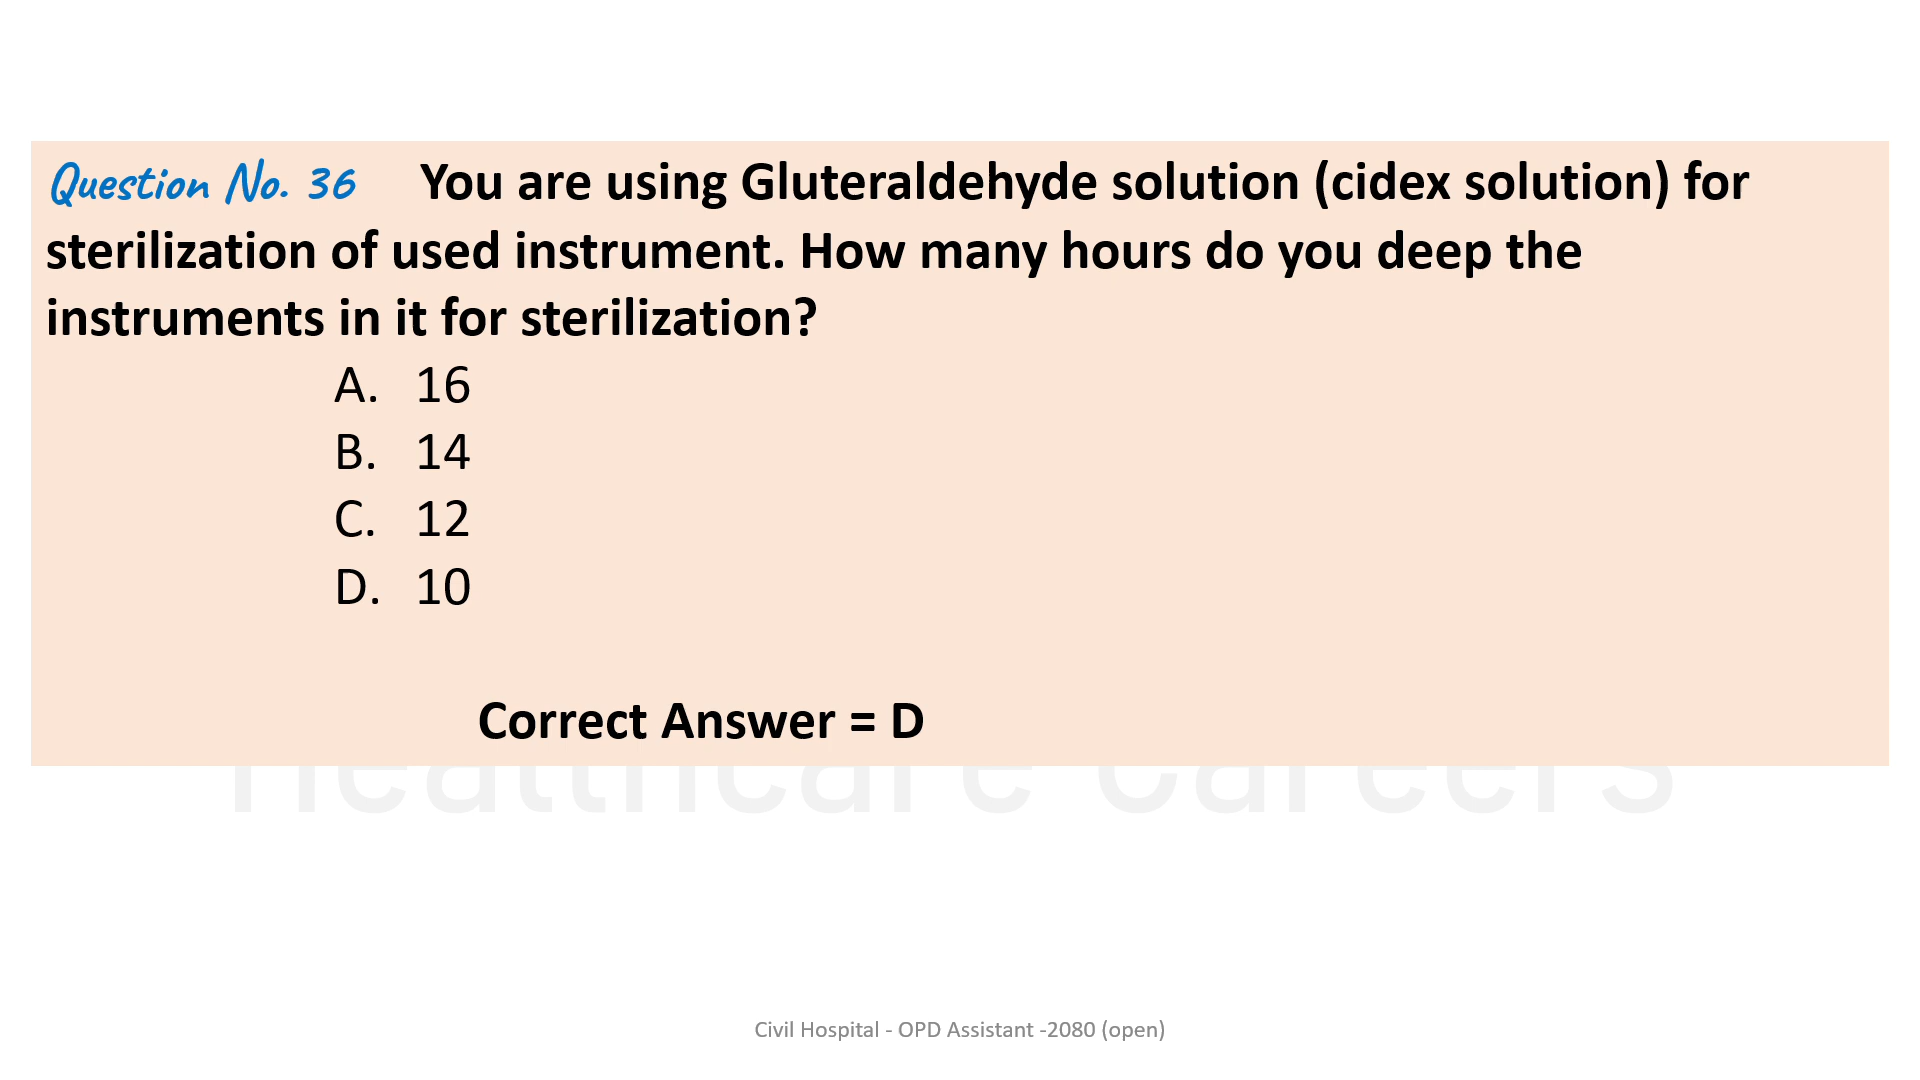 Question No. 36 You are using Gluteraldehyde solution (cidex solution) for
sterilization of used instrument. How many hours do you deep the
instruments in it for sterilization?
A. 16
B. 14
C. 12
D. 10
Correct Answer = D
Healthcare Careers
Civil Hospital - OPD Assistant -2080 (open)